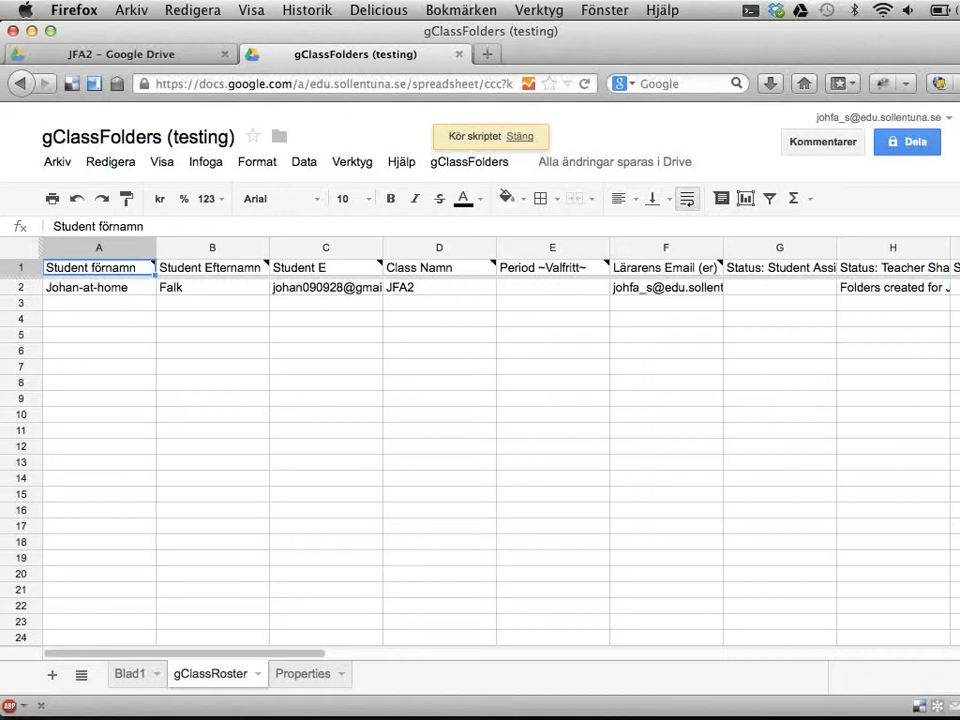 Firefox Arkiv Redigera Visa Historik Delicious Bokmärken Verktyg Fönster Hjälp
gClassFolders (testing)
JFA2 – Google Drive × gClassFolders (testing) × +
https://docs.google.com/a/edu.sollentuna.se/spreadsheet/ccc?k Google
johfa_s@edu.sollentuna.se
gClassFolders (testing) Kör skriptet Stäng Kommentarer Dela
Arkiv Redigera Visa Infoga Format Data Verktyg Hjälp gClassFolders Alla ändringar sparas i Drive
kr % 123 Arial 10 B I S A Σ
fx Student förnamn
A B C D E F G H
1 Student förnamn Student Efternamn Student E Class Namn Period ~Valfritt~ Lärarens Email (er) Status: Student Assi Status: Teacher Sha S
2 Johan-at-home Falk johan090928@gmai JFA2 johfa_s@edu.sollent Folders created for J
3
4
5
6
7
8
9
10
11
12
13
14
15
16
17
18
19
20
21
22
23
24
+ Blad1 gClassRoster Properties
ABP ×